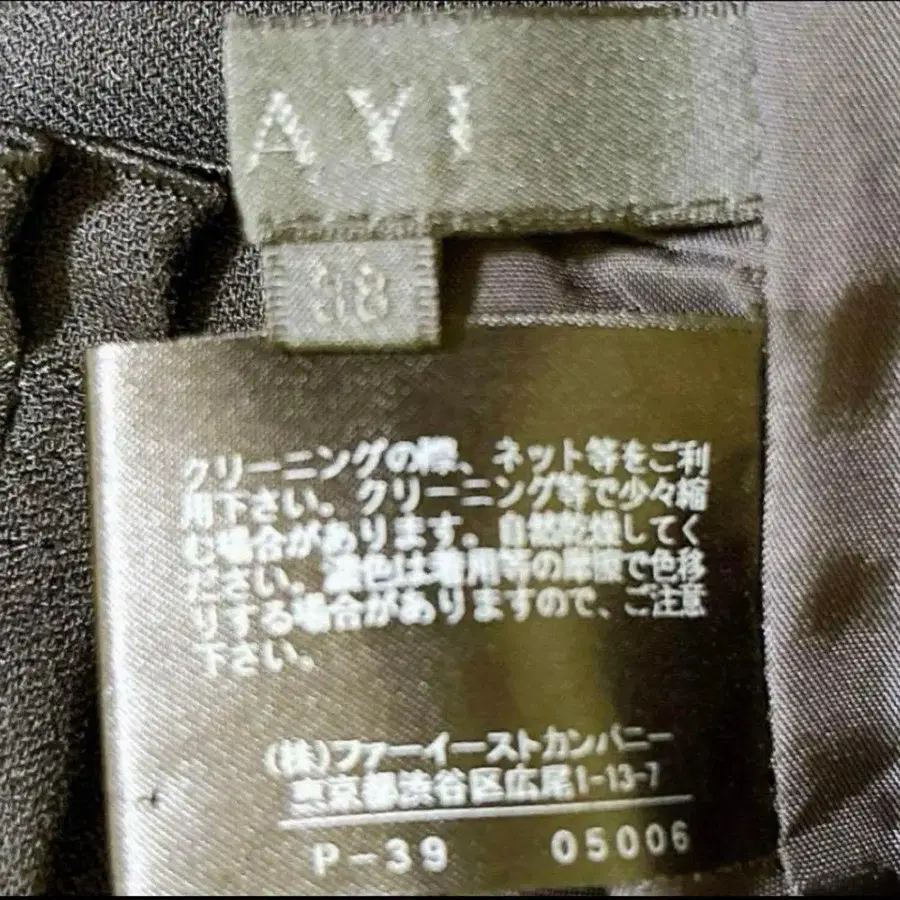 AYI
38
クリーニングの際、ネット等をご利
用下さい。クリーニング等で少々縮
む場合があります。自然乾燥してく
ださい。濃色は着用等の摩擦で色移
りする場合がありますので、ご注意
下さい。
(株)ファーイーストカンパニー
東京都渋谷区広尾1-13-7
P-39 05006